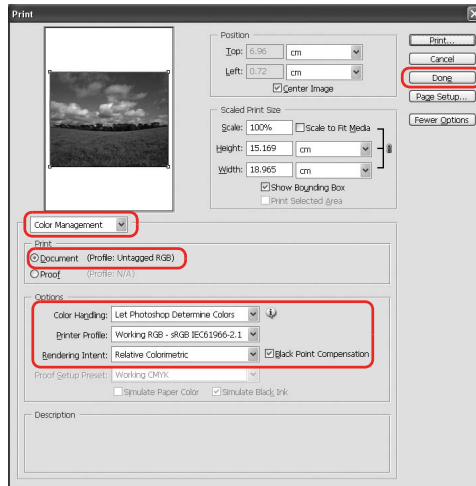 Print
Position
Top: 6.96 cm
Left: 0.72 cm
Center Image
Print...
Cancel
Done
Page Setup...
Fewer Options
Scaled Print Size
Scale: 100% Scale to Fit Media
Height: 15.169 cm
Width: 18.965 cm
Show Bounding Box
Print Selected Area
Color Management
Print
Document (Profile: Untagged RGB)
Proof (Profile: N/A)
Options
Color Handling: Let Photoshop Determine Colors
Printer Profile: Working RGB - sRGB IEC61966-2.1
Rendering Intent: Relative Colorimetric Black Point Compensation
Proof Setup Preset: Working CMYK
Simulate Paper Color Simulate Black Ink
Description